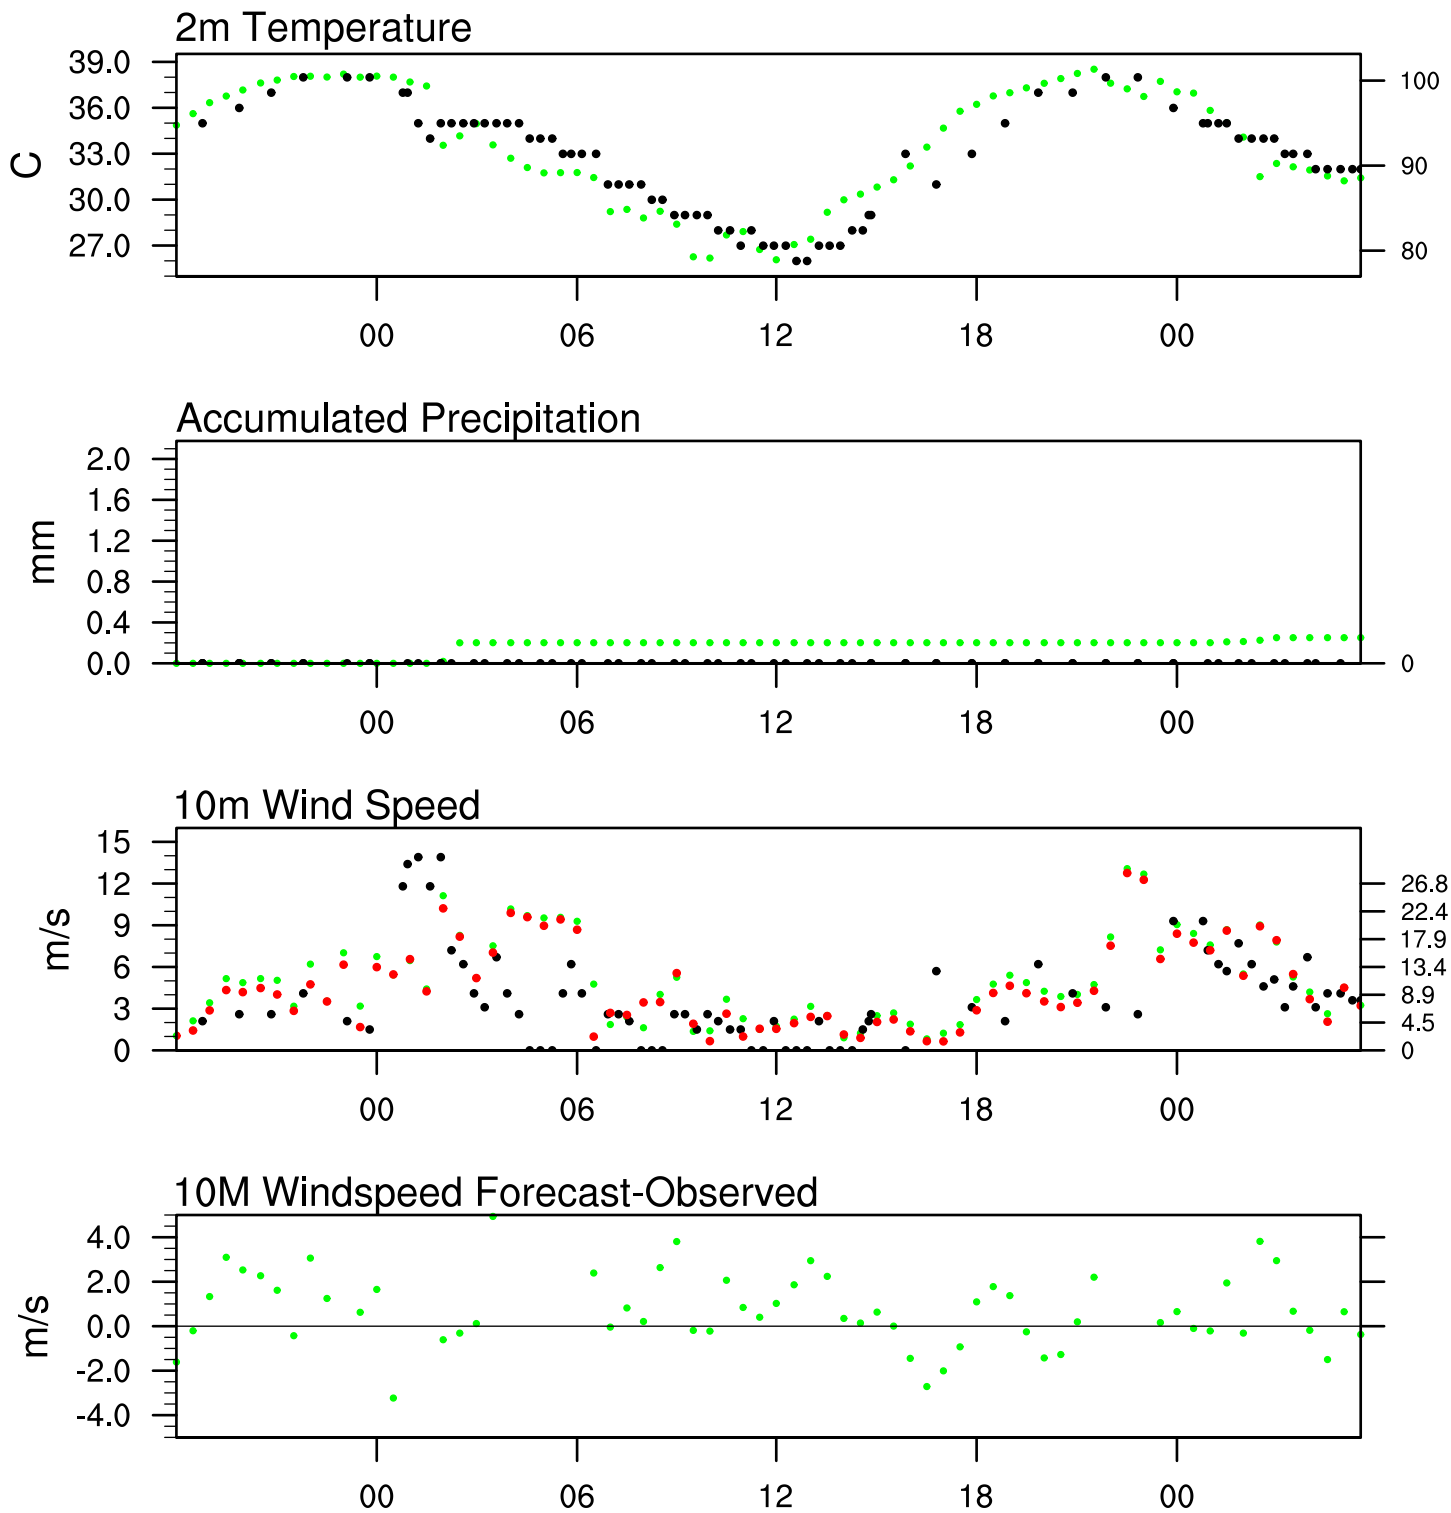 2m Temperature
39.0
36.0
33.0
30.0
27.0
C
100
90
80
00 06 12 18 00
Accumulated Precipitation
2.0
1.6
1.2
0.8
0.4
0.0
mm
0
00 06 12 18 00
10m Wind Speed
15
12
9
6
3
0
m/s
26.8
22.4
17.9
13.4
8.9
4.5
0
00 06 12 18 00
10M Windspeed Forecast-Observed
4.0
2.0
0.0
-2.0
-4.0
m/s
00 06 12 18 00